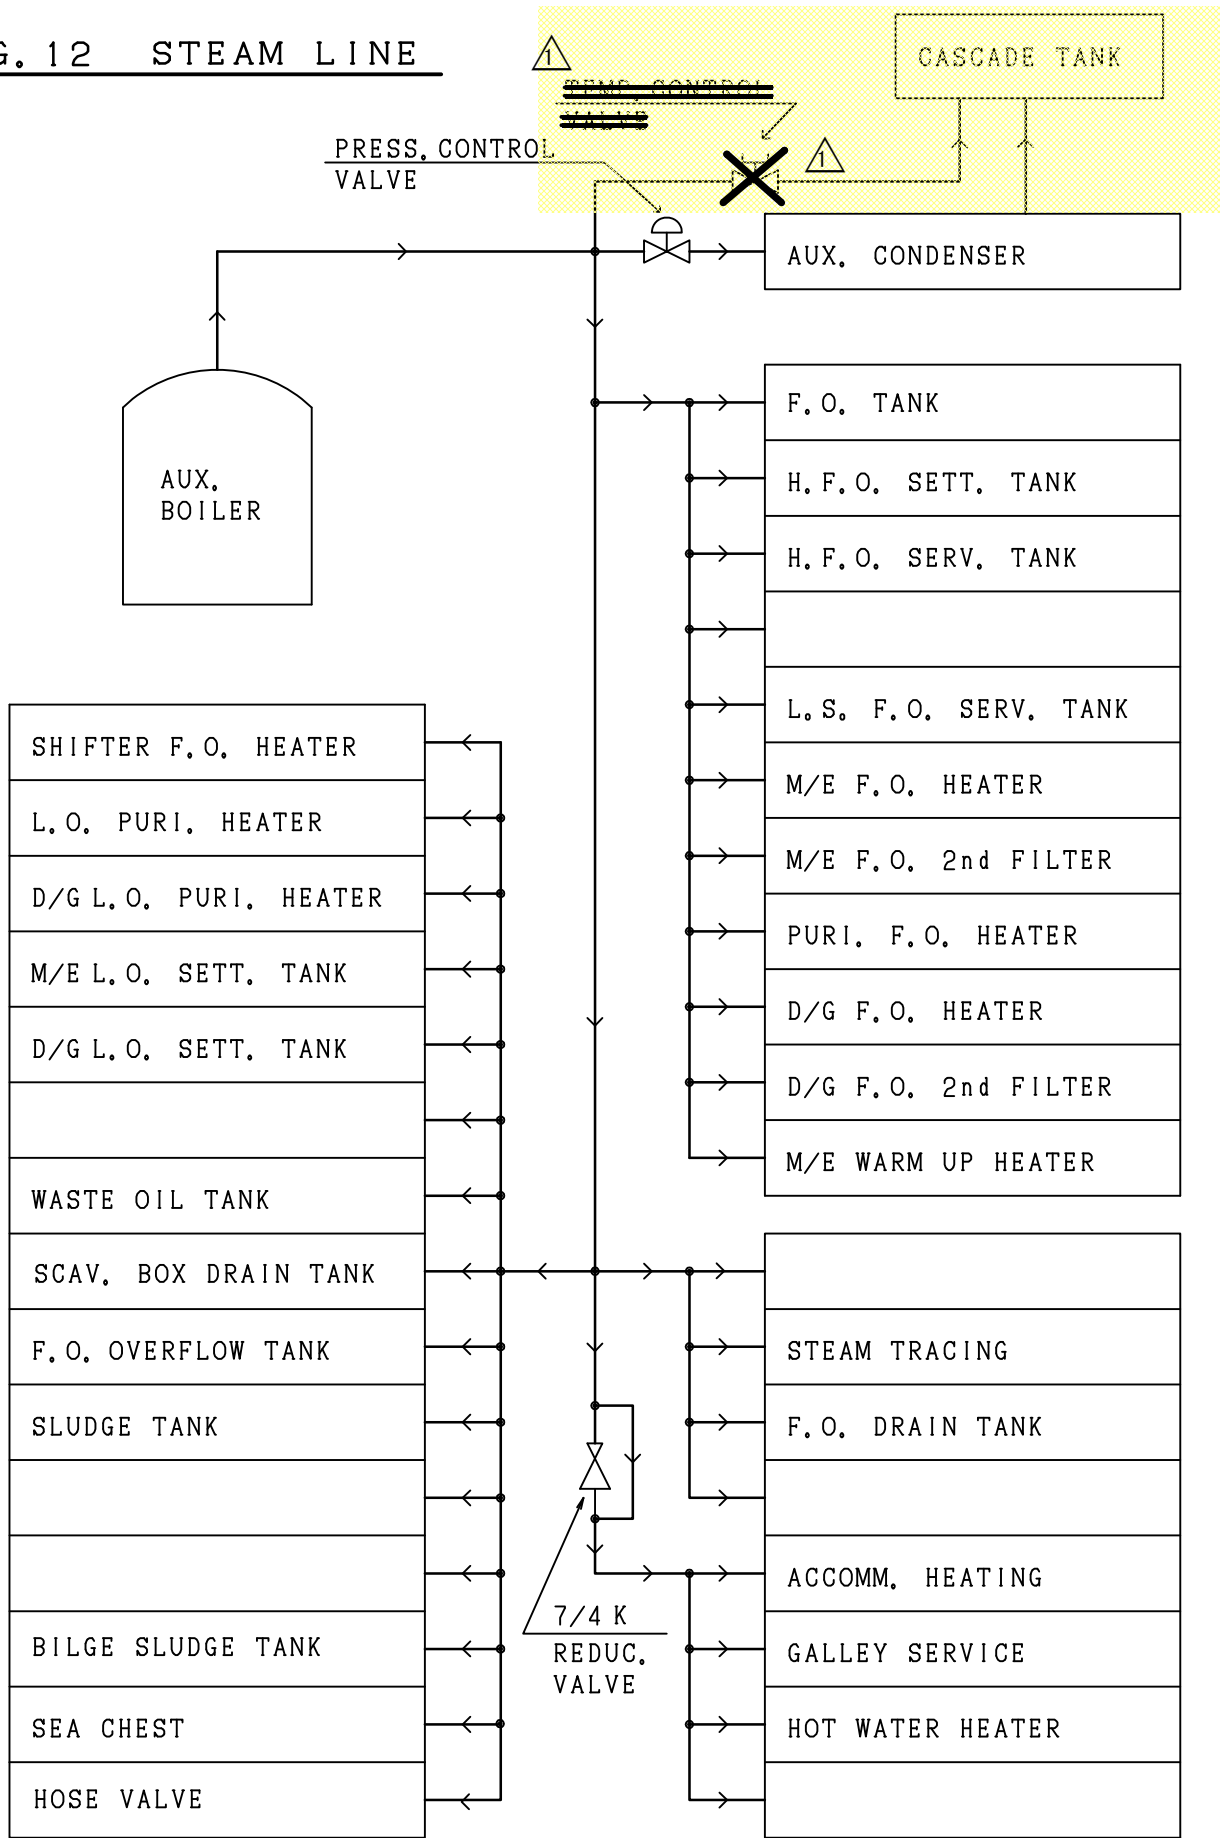 G. 12 STEAM LINE
1
CASCADE TANK
TEMP. CONTROL
VALVE
PRESS. CONTROL
VALVE
1
AUX. CONDENSER
AUX.
BOILER
F. O. TANK
H. F. O. SETT. TANK
H. F. O. SERV. TANK
L. S. F. O. SERV. TANK
M/E F. O. HEATER
M/E F. O. 2nd FILTER
PURI. F. O. HEATER
D/G F. O. HEATER
D/G F. O. 2nd FILTER
M/E WARM UP HEATER
SHIFTER F. O. HEATER
L. O. PURI. HEATER
D/G L. O. PURI. HEATER
M/E L. O. SETT. TANK
D/G L. O. SETT. TANK
WASTE OIL TANK
SCAV. BOX DRAIN TANK
F. O. OVERFLOW TANK
SLUDGE TANK
BILGE SLUDGE TANK
SEA CHEST
HOSE VALVE
STEAM TRACING
F. O. DRAIN TANK
7/4 K
REDUC.
VALVE
ACCOMM. HEATING
GALLEY SERVICE
HOT WATER HEATER